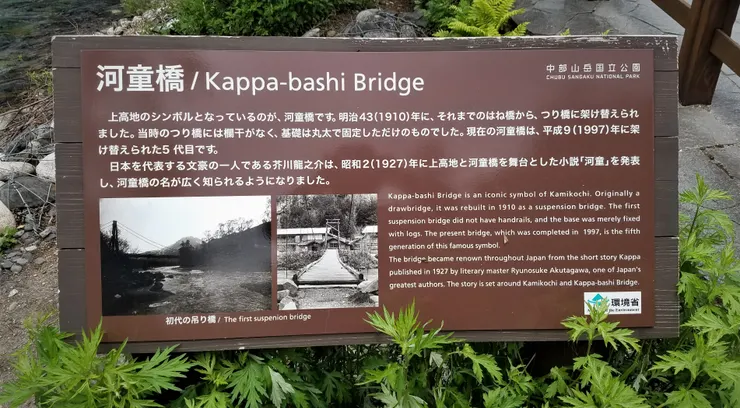 河童橋 / Kappa-bashi Bridge
中部山岳国立公園
CHUBU SANGAKU NATIONAL PARK
上高地のシンボルとなっているのが、河童橋です。明治43(1910)年に、それまでのはね橋から、つり橋に架け替えられ
ました。当時のつり橋には欄干がなく、基礎は丸太で固定しただけのものでした。現在の河童橋は、平成9(1997)年に架
け替えられた5代目です。
日本を代表する文豪の一人である芥川龍之介は、昭和2(1927)年に上高地と河童橋を舞台とした小説「河童」を発表
し、河童橋の名が広く知られるようになりました。
Kappa-bashi Bridge is an iconic symbol of Kamikochi. Originally a
drawbridge, it was rebuilt in 1910 as a suspension bridge. The first
suspension bridge did not have handrails, and the base was merely fixed
with logs. The present bridge, which was completed in 1997, is the fifth
generation of this famous symbol.
The bridge became renown throughout Japan from the short story Kappa
published in 1927 by literary master Ryunosuke Akutagawa, one of Japan's
greatest authors. The story is set around Kamikochi and Kappa-bashi Bridge.
初代の吊り橋 / The first suspenion bridge
環境省